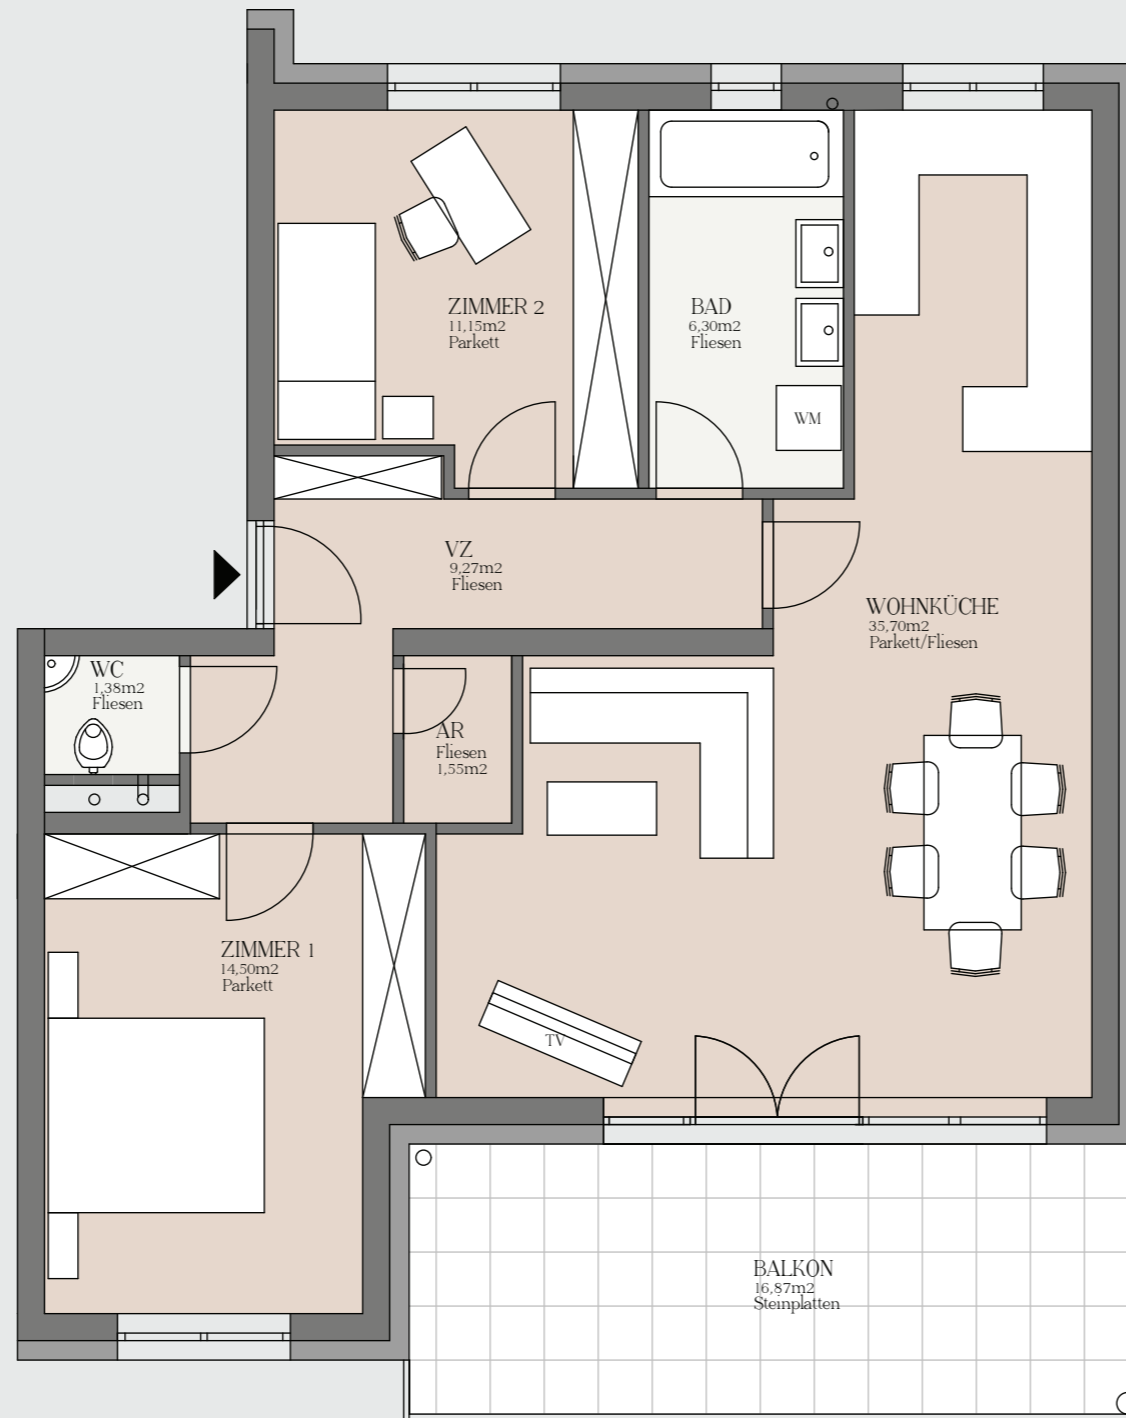 ZIMMER 2
11,15m2
Parkett
BAD
6,30m2
Fliesen
WM
VZ
9,27m2
Fliesen
WOHNKÜCHE
35,70m2
Parkett/Fliesen
WC
1,38m2
Fliesen
AR
Fliesen
1,55m2
ZIMMER 1
14,50m2
Parkett
TV
BALKON
16,87m2
Steinplatten